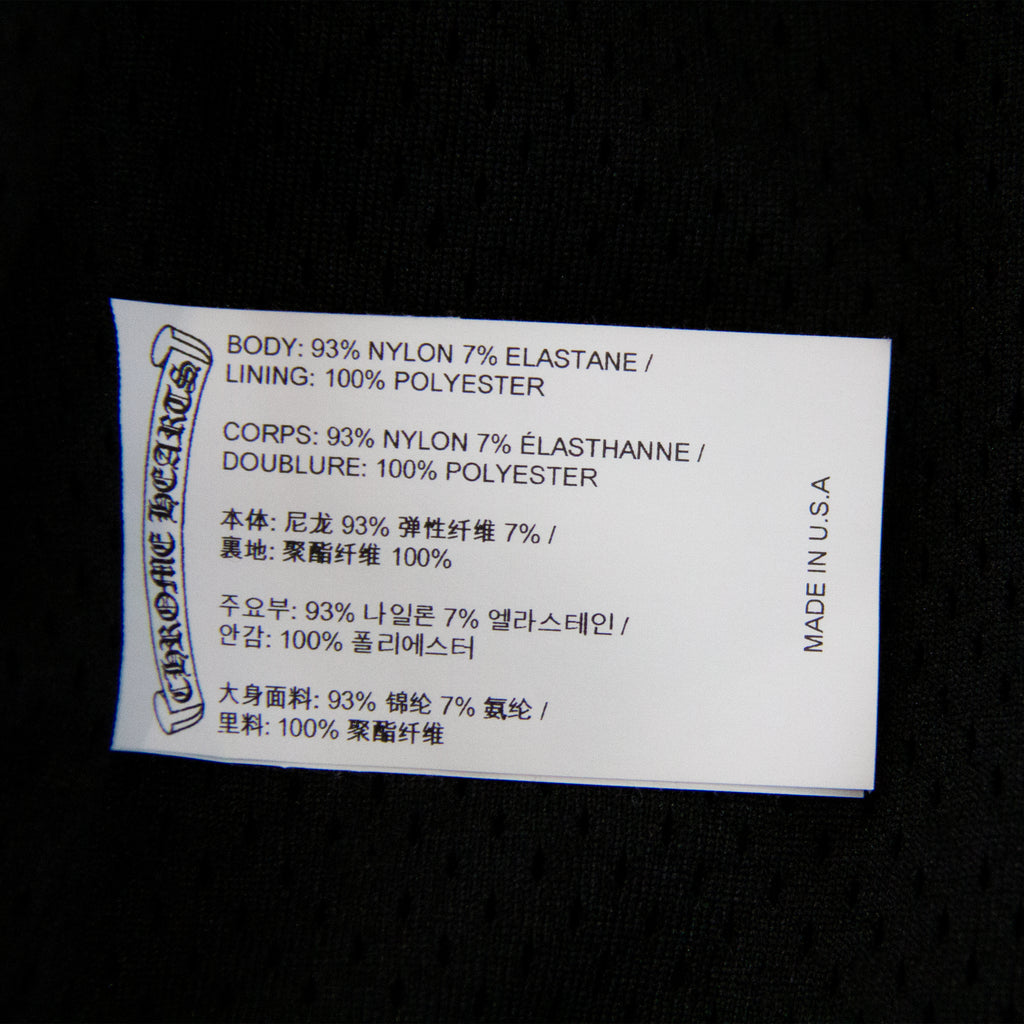 CHROME HEARTS
BODY: 93% NYLON 7% ELASTANE /
LINING: 100% POLYESTER
CORPS: 93% NYLON 7% ÉLASTHANNE /
DOUBLURE: 100% POLYESTER
本体: 尼龙 93% 弹性纤维 7% /
裏地: 聚酯纤维 100%
주요부: 93% 나일론 7% 엘라스테인 /
안감: 100% 폴리에스터
大身面料: 93% 锦纶 7% 氨纶 /
里料: 100% 聚酯纤维
MADE IN U.S.A